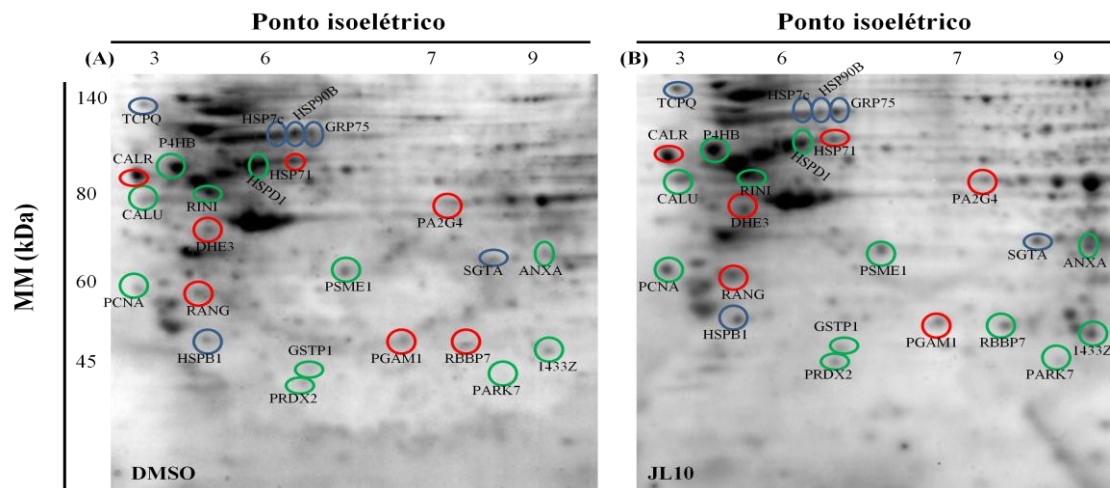 Ponto isoelétrico
Ponto isoelétrico
(A) 3 6 7 9
(B) 3 6 7 9
MM (kDa)
140
80
60
45
TCPQ
HSP7c
HSP90B
GRP75
P4HB
CALR
HSP71
HSPD1
CALU
RINI
PA2G4
DHE3
SGTA
ANXA
PSME1
PCNA
RANG
HSPB1
GSTP1
PGAM1
RBBP7
1433Z
PARK7
PRDX2
DMSO
TCPQ
HSP7c
HSP90B
GRP75
CALR
P4HB
HSP71
HSPD1
CALU
RINI
PA2G4
DHE3
SGTA
PSME1
ANXA
PCNA
RANG
HSPB1
GSTP1
PGAM1
RBBP7
1433Z
PRDX2
PARK7
JL10